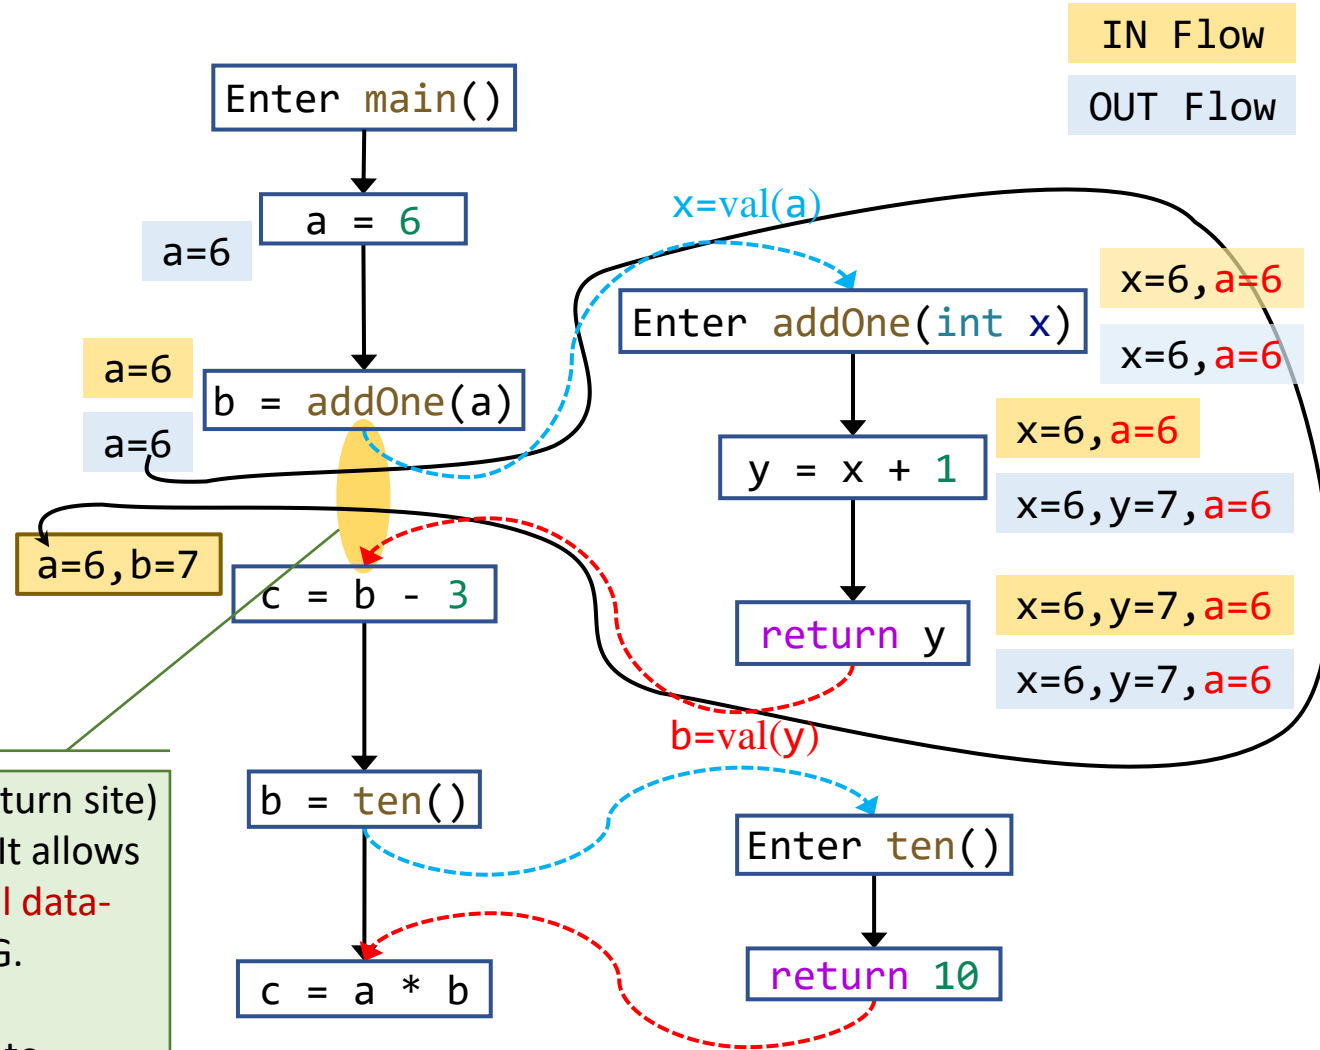 IN Flow
OUT Flow
Enter main()
a = 6
a=6
x=val(a)
x=6,a=6
Enter addOne(int x)
x=6,a=6
a=6
b = addOne(a)
a=6
x=6,a=6
y = x + 1
x=6,y=7,a=6
a=6,b=7
c = b - 3
x=6,y=7,a=6
return y
x=6,y=7,a=6
b=val(y)
b = ten()
turn site)
It allows
l data-
G.
Enter ten()
c = a * b
return 10